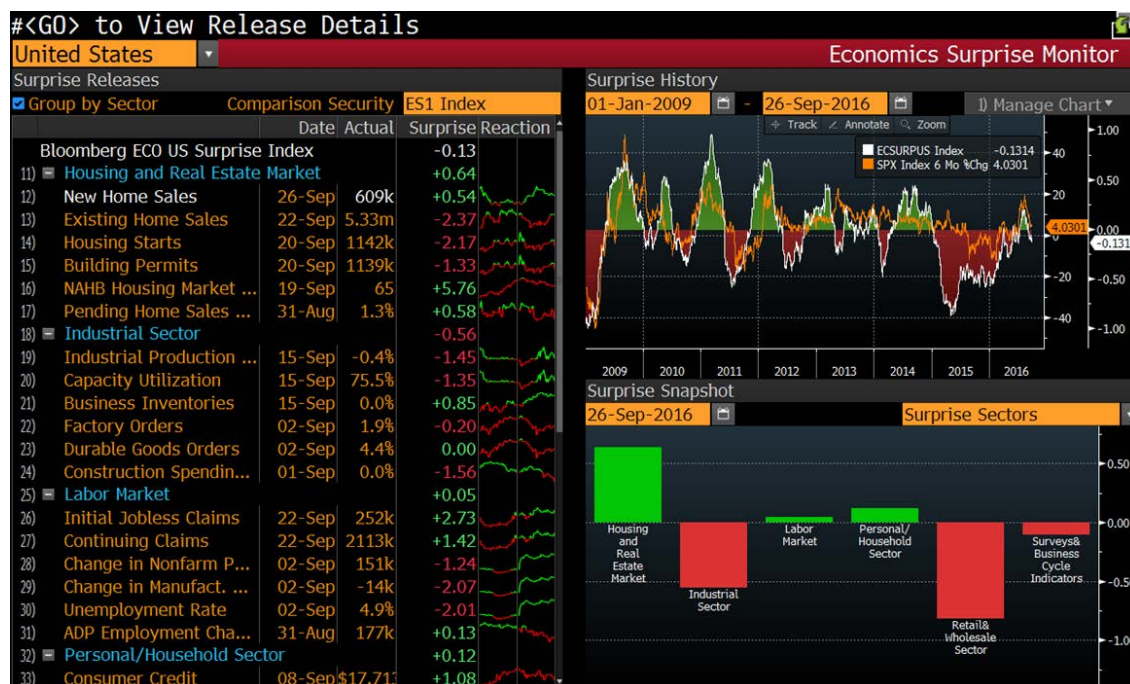 #<GO> to View Release Details
United States
Economics Surprise Monitor
Surprise Releases
Group by Sector Comparison Security ES1 Index
Date Actual Surprise Reaction
Bloomberg ECO US Surprise Index -0.13
11) Housing and Real Estate Market +0.64
12) New Home Sales 26-Sep 609k +0.54
13) Existing Home Sales 22-Sep 5.33m -2.37
14) Housing Starts 20-Sep 1142k -2.17
15) Building Permits 20-Sep 1139k -1.33
16) NAHB Housing Market ... 19-Sep 65 +5.76
17) Pending Home Sales ... 31-Aug 1.3% +0.58
18) Industrial Sector -0.56
19) Industrial Production ... 15-Sep -0.4% -1.45
20) Capacity Utilization 15-Sep 75.5% -1.35
21) Business Inventories 15-Sep 0.0% +0.85
22) Factory Orders 02-Sep 1.9% -0.20
23) Durable Goods Orders 02-Sep 4.4% 0.00
24) Construction Spendin... 01-Sep 0.0% -1.56
25) Labor Market +0.05
26) Initial Jobless Claims 22-Sep 252k +2.73
27) Continuing Claims 22-Sep 2113k +1.42
28) Change in Nonfarm P... 02-Sep 151k -1.24
29) Change in Manufact. ... 02-Sep -14k -2.07
30) Unemployment Rate 02-Sep 4.9% -2.01
31) ADP Employment Cha... 31-Aug 177k +0.13
32) Personal/Household Sector +0.12
33) Consumer Credit 08-Sep $17.71 +1.08
Surprise History
01-Jan-2009 - 26-Sep-2016 1) Manage Chart
Track Annotate Zoom
ECSURPUS Index -0.1314
SPX Index 6 Mo %Chg 4.0301
40
20
0
-20
-40
1.00
0.50
0.00
-0.50
-1.00
4.0301
-0.131
2009 2010 2011 2012 2013 2014 2015 2016
Surprise Snapshot
26-Sep-2016 Surprise Sectors
0.50
0.00
-0.5
-1.0
Housing
and
Real
Estate
Market
Industrial
Sector
Labor
Market
Personal/
Household
Sector
Retail&
Wholesale
Sector
Surveys&
Business
Cycle
Indicators